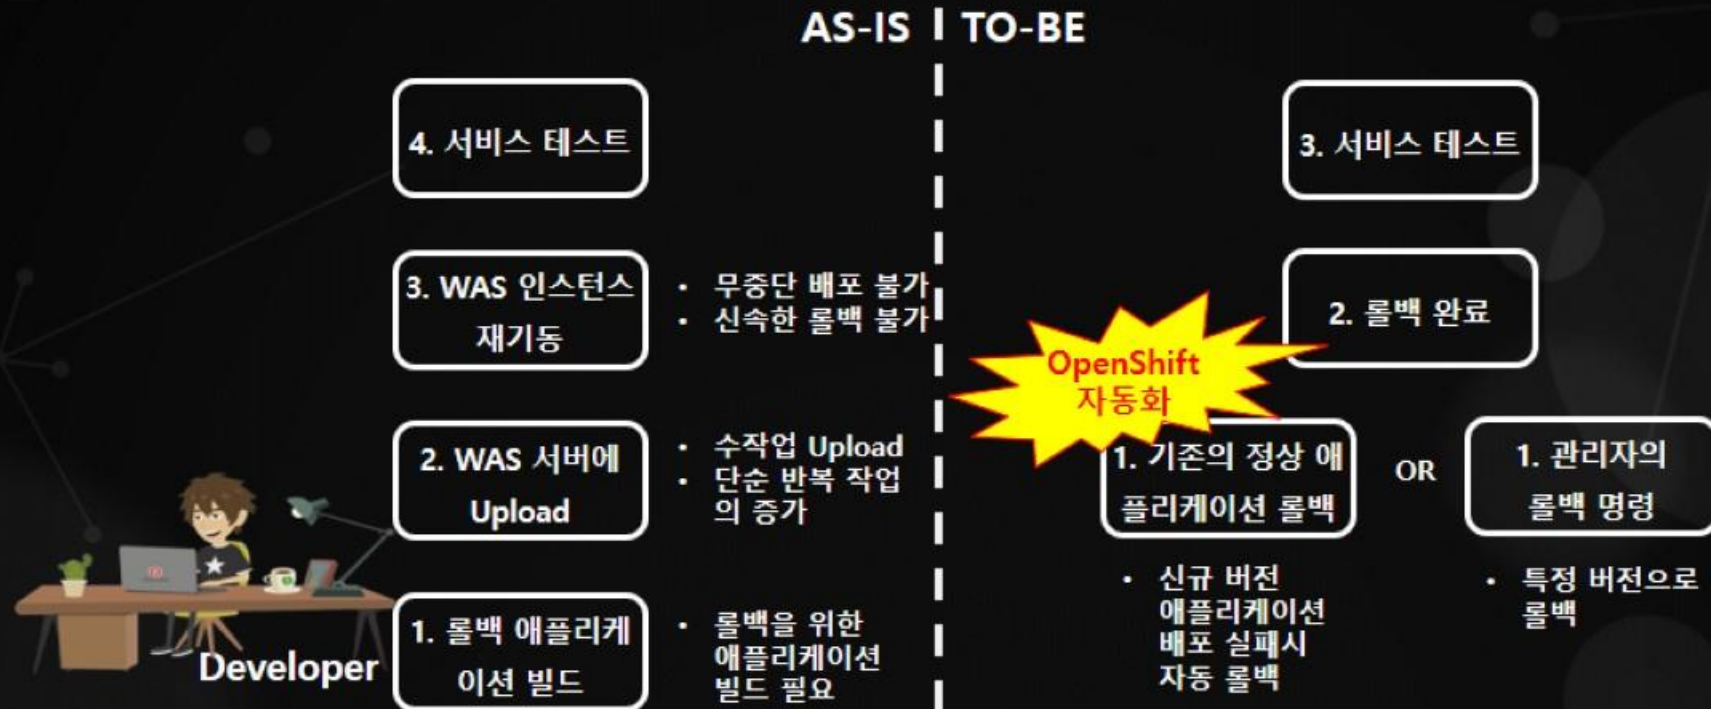 AS-IS
TO-BE
4. 서비스 테스트
3. WAS 인스턴스
재기동
• 무중단 배포 불가
• 신속한 롤백 불가
2. WAS 서버에
Upload
• 수작업 Upload
• 단순 반복 작업
의 증가
1. 롤백 애플리케
이션 빌드
• 롤백을 위한
애플리케이션
빌드 필요
Developer
3. 서비스 테스트
2. 롤백 완료
OpenShift
자동화
1. 기존의 정상 애
플리케이션 롤백
OR
1. 관리자의
롤백 명령
• 신규 버전
애플리케이션
배포 실패시
자동 롤백
• 특정 버전으로
롤백